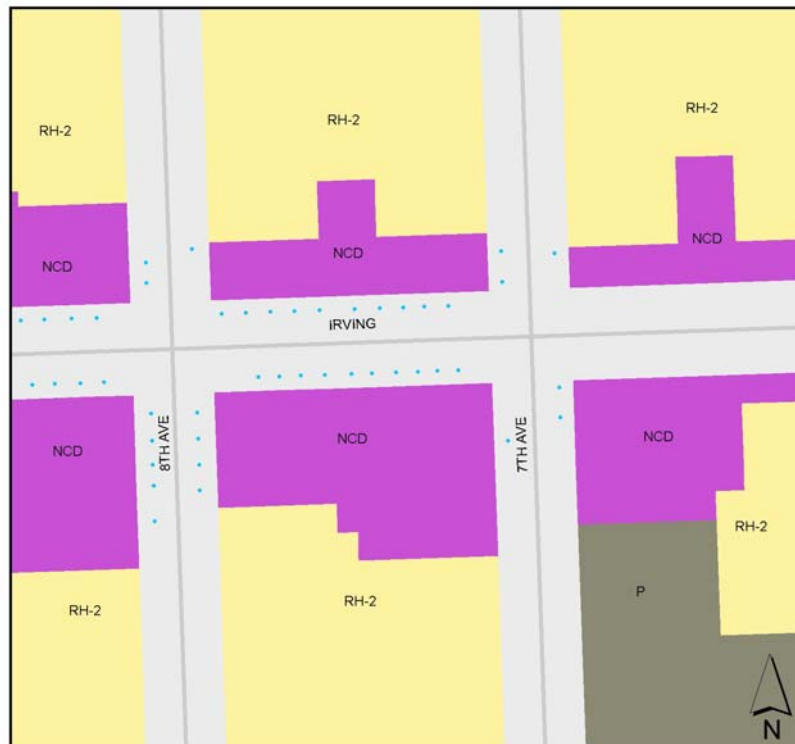 RH-2
RH-2
RH-2
NCD
NCD
NCD
iRVING
8TH AVE
7TH AVE
NCD
NCD
NCD
RH-2
RH-2
RH-2
P
N